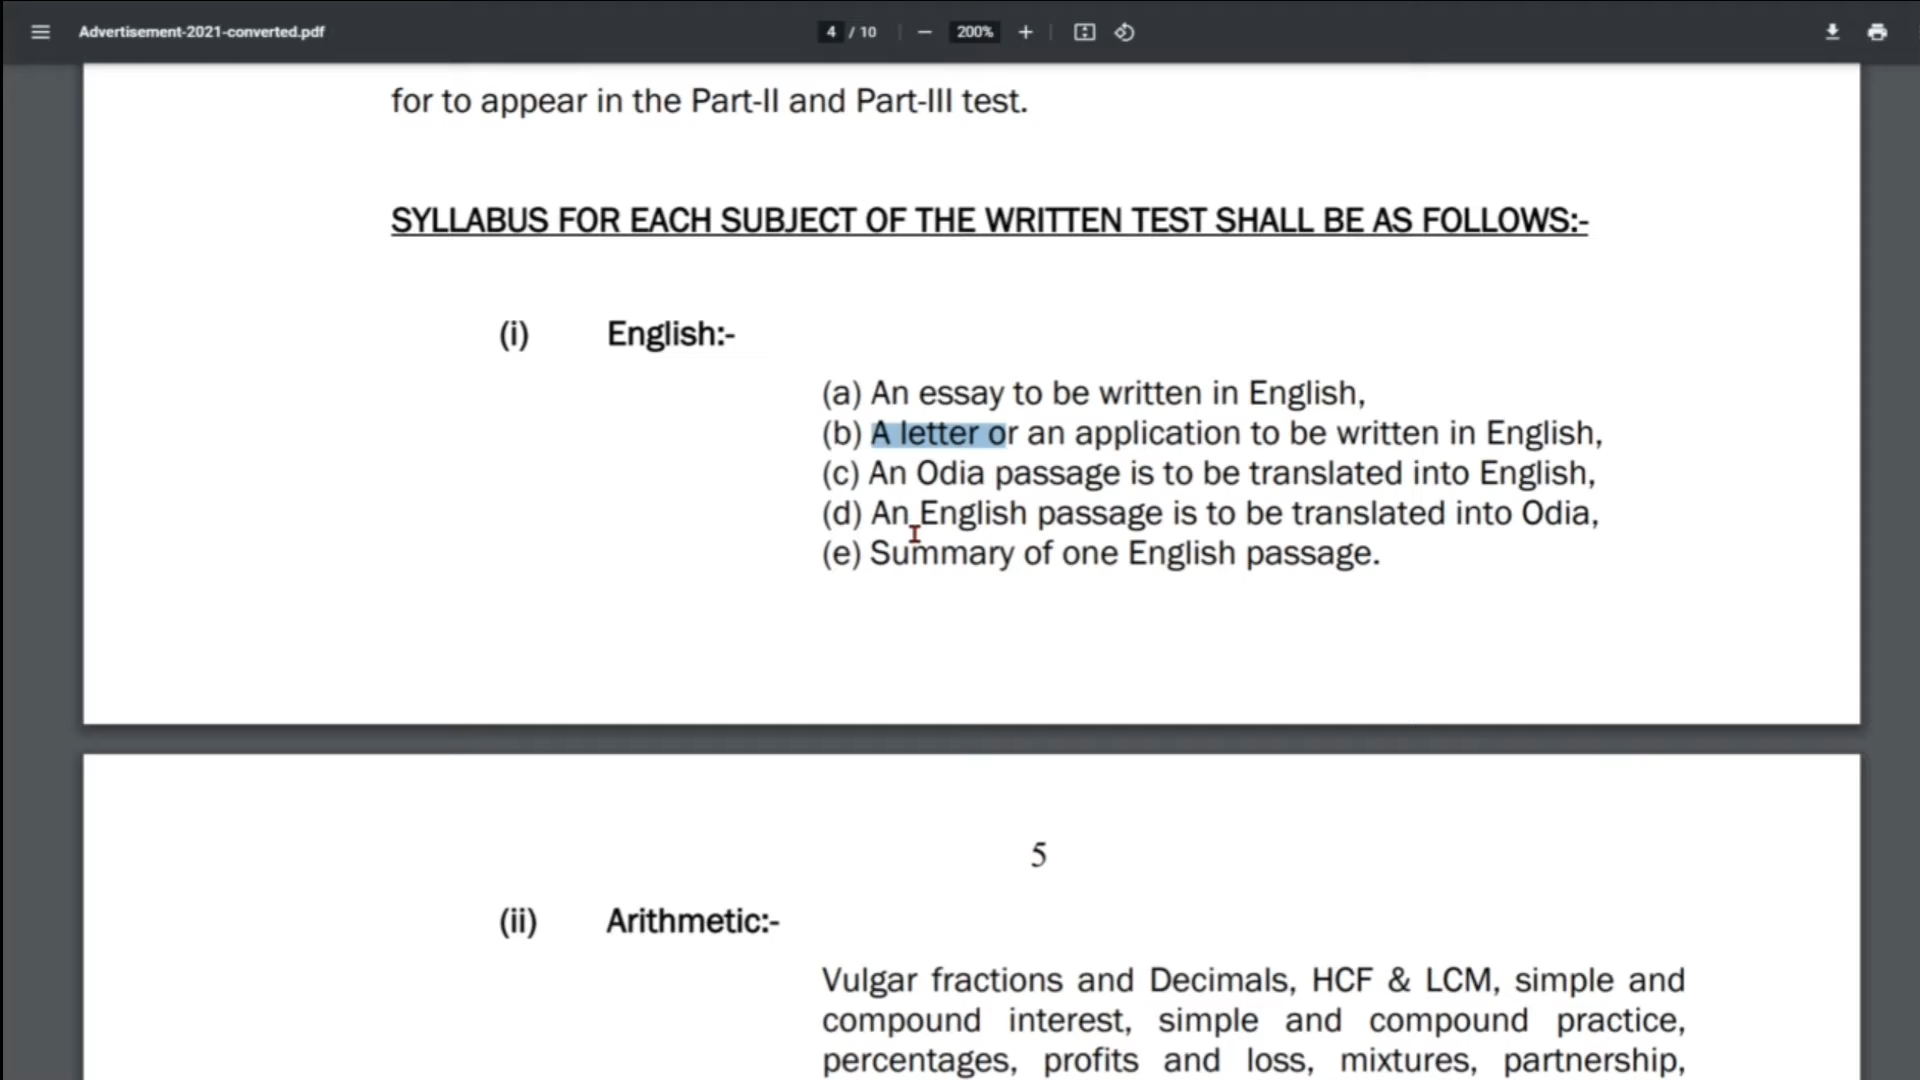 Advertisement-2021-converted.pdf 4 / 10 200%
for to appear in the Part-II and Part-III test.
SYLLABUS FOR EACH SUBJECT OF THE WRITTEN TEST SHALL BE AS FOLLOWS:-
(i) English:-
(a) An essay to be written in English,
(b) A letter or an application to be written in English,
(c) An Odia passage is to be translated into English,
(d) An English passage is to be translated into Odia,
(e) Summary of one English passage.
5
(ii) Arithmetic:-
Vulgar fractions and Decimals, HCF & LCM, simple and
compound interest, simple and compound practice,
percentages, profits and loss, mixtures, partnership,